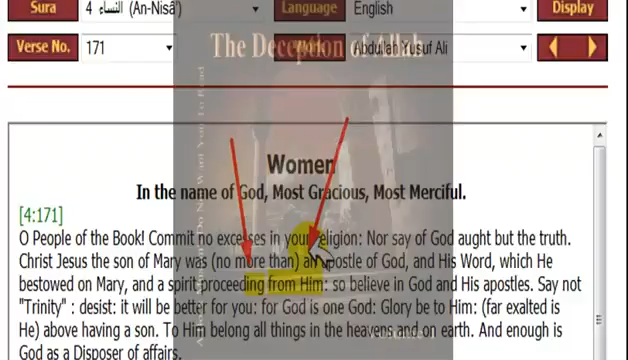 Sura 4 النساء (An-Nisâ') Language English Display
Verse No. 171 Abdullah Yusuf Ali
The Deception of Allah
Women
In the name of God, Most Gracious, Most Merciful.
[4:171]
O People of the Book! Commit no excesses in your religion: Nor say of God aught but the truth.
Christ Jesus the son of Mary was (no more than) an apostle of God, and His Word, which He
bestowed on Mary, and a spirit proceeding from Him: so believe in God and His apostles. Say not
"Trinity" : desist: it will be better for you: for God is one God: Glory be to Him: (far exalted is
He) above having a son. To Him belong all things in the heavens and on earth. And enough is
God as a Disposer of affairs.